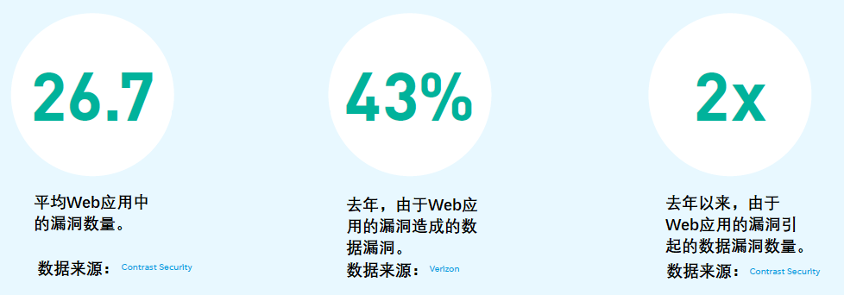 26.7
平均Web应用中
的漏洞数量。
数据来源： Contrast Security
43%
去年，由于Web应
用的漏洞造成的数
据漏洞。
数据来源： Verizon
2x
去年以来，由于
Web应用的漏洞引
起的数据漏洞数量。
数据来源： Contrast Security